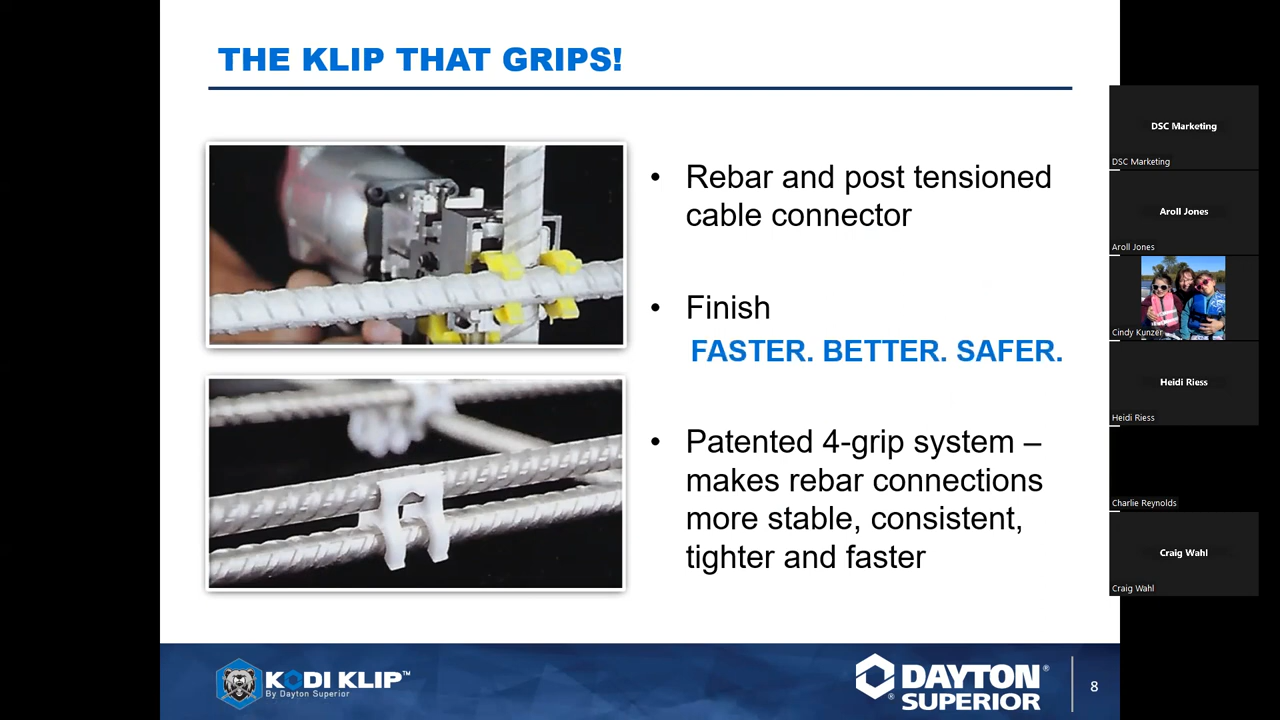 THE KLIP THAT GRIPS!
• Rebar and post tensioned
cable connector
• Finish
FASTER. BETTER. SAFER.
• Patented 4-grip system –
makes rebar connections
more stable, consistent,
tighter and faster
KODI KLIP™
By Dayton Superior
DAYTON®
®SUPERIOR
8
DSC Marketing
DSC Marketing
Aroll Jones
Aroll Jones
Cindy Kunzer
Heidi Riess
Heidi Riess
Charlie Reynolds
Craig Wahl
Craig Wahl